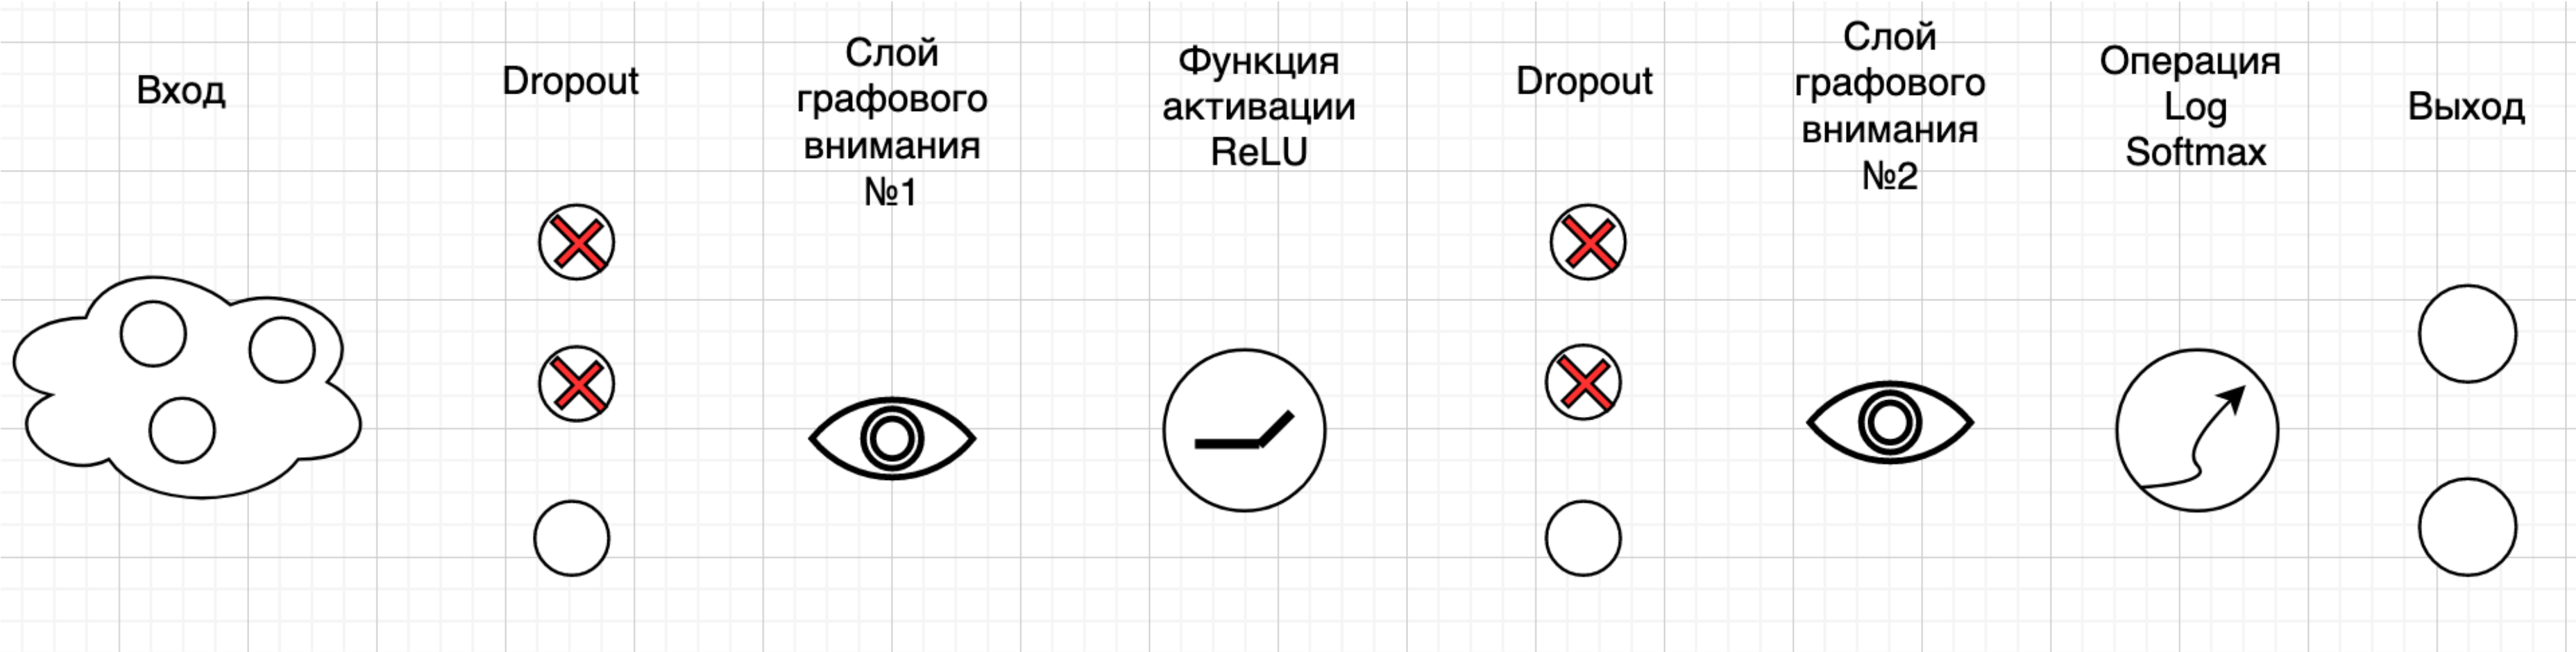 Вход
Dropout
Слой
графового
внимания
№1
Функция
активации
ReLU
Dropout
Слой
графового
внимания
№2
Операция
Log
Softmax
Выход